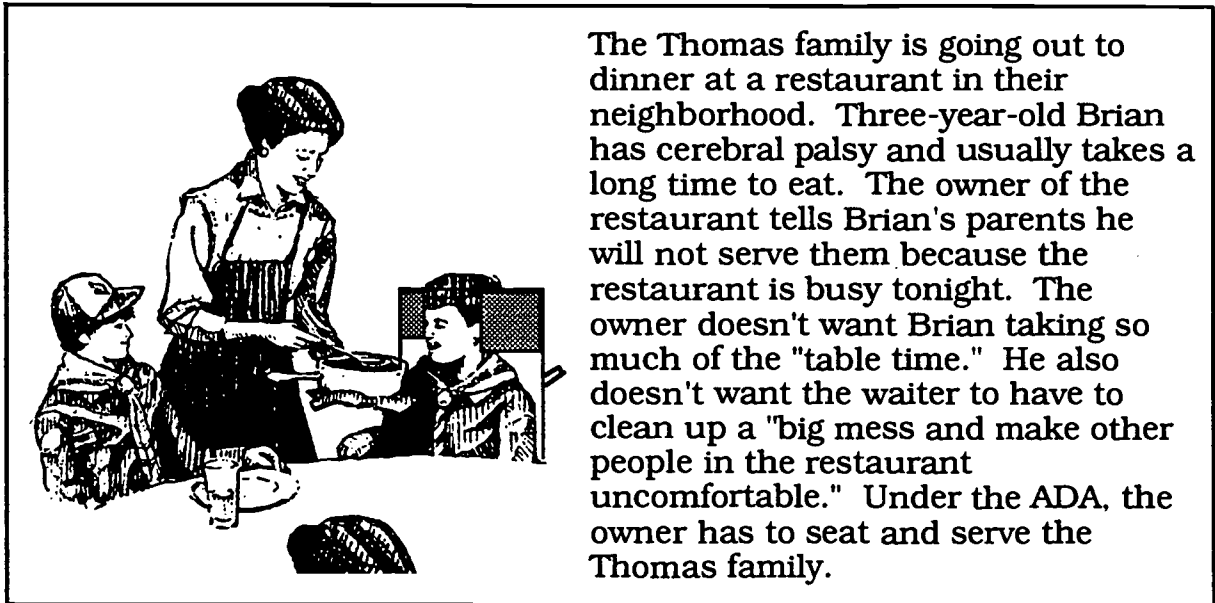 The Thomas family is going out to
dinner at a restaurant in their
neighborhood. Three-year-old Brian
has cerebral palsy and usually takes a
long time to eat. The owner of the
restaurant tells Brian's parents he
will not serve them because the
restaurant is busy tonight. The
owner doesn't want Brian taking so
much of the "table time." He also
doesn't want the waiter to have to
clean up a "big mess and make other
people in the restaurant
uncomfortable." Under the ADA, the
owner has to seat and serve the
Thomas family.